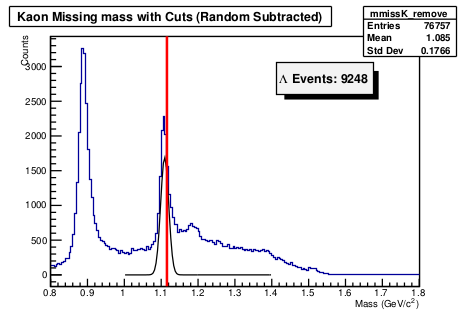 Kaon Missing mass with Cuts (Random Subtracted)
mmissK_remove
Entries 76757
Mean 1.085
Std Dev 0.1766
Counts
Λ Events: 9248
3000
2500
2000
1500
1000
500
0
0.8 0.9 1 1.1 1.2 1.3 1.4 1.5 1.6 1.7 1.8
Mass (GeV/c²)